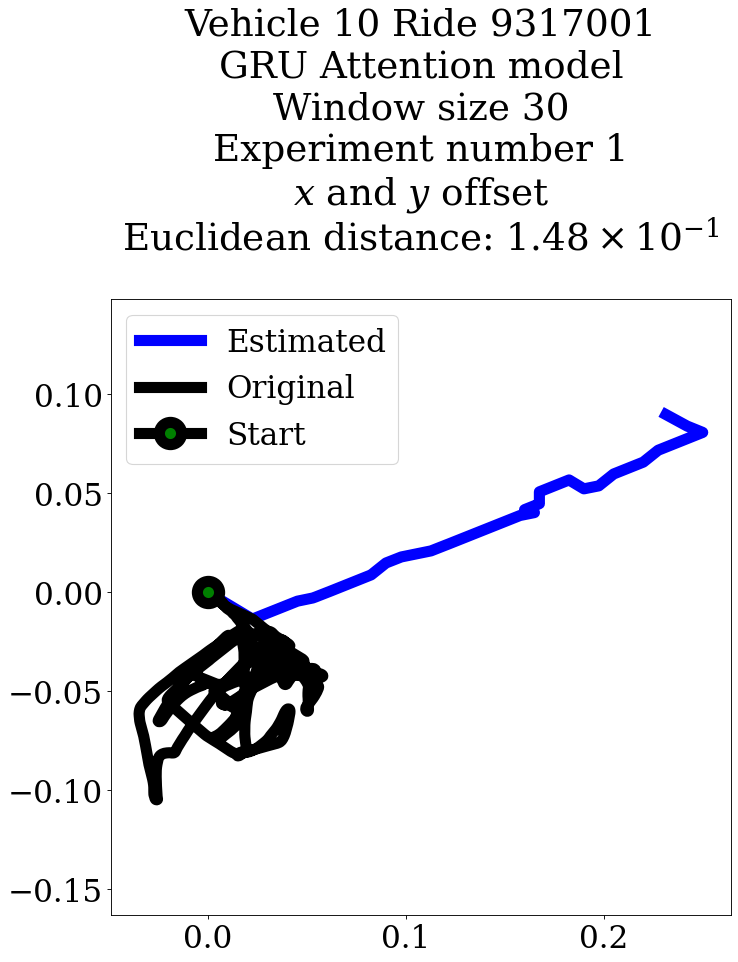 Vehicle 10 Ride 9317001
GRU Attention model
Window size 30
Experiment number 1
x and y offset
Euclidean distance: 1.48 × 10⁻¹
Estimated
Original
Start
0.10
0.05
0.00
−0.05
−0.10
−0.15
0.0 0.1 0.2